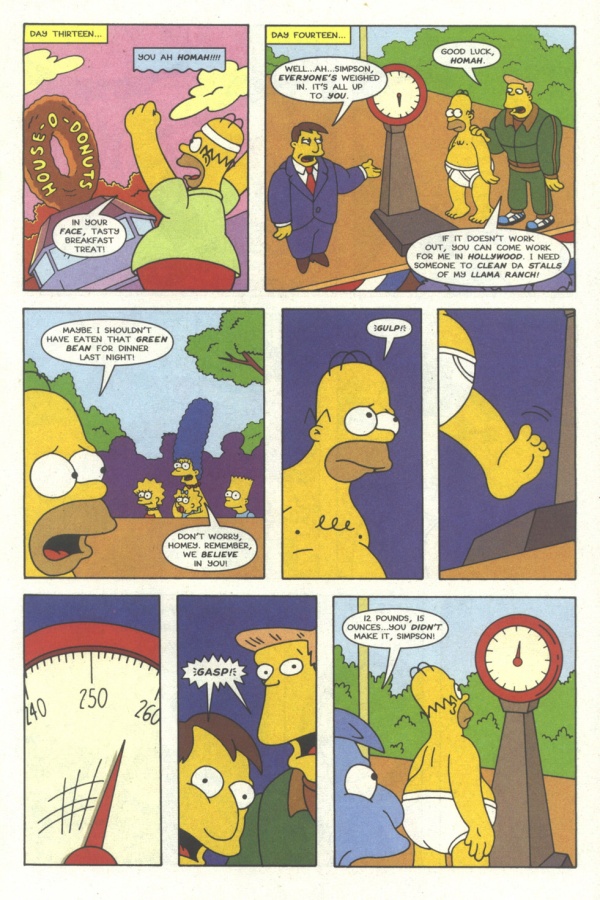 DAY THIRTEEN...
YOU AH HOMAH!!!!
HOUSE-O-DONUTS
IN YOUR
FACE, TASTY
BREAKFAST
TREAT!
DAY FOURTEEN...
WELL...AH...SIMPSON,
EVERYONE'S WEIGHED
IN. IT'S ALL UP
TO YOU.
GOOD LUCK,
HOMAH.
IF IT DOESN'T WORK
OUT, YOU CAN COME WORK
FOR ME IN HOLLYWOOD. I NEED
SOMEONE TO CLEAN DA STALLS
OF MY LLAMA RANCH!
MAYBE I SHOULDN'T
HAVE EATEN THAT GREEN
BEAN FOR DINNER
LAST NIGHT!
DON'T WORRY,
HOMEY. REMEMBER,
WE BELIEVE
IN YOU!
GULP!
240 250 260
GASP!
12 POUNDS, 15
OUNCES...YOU DIDN'T
MAKE IT, SIMPSON!